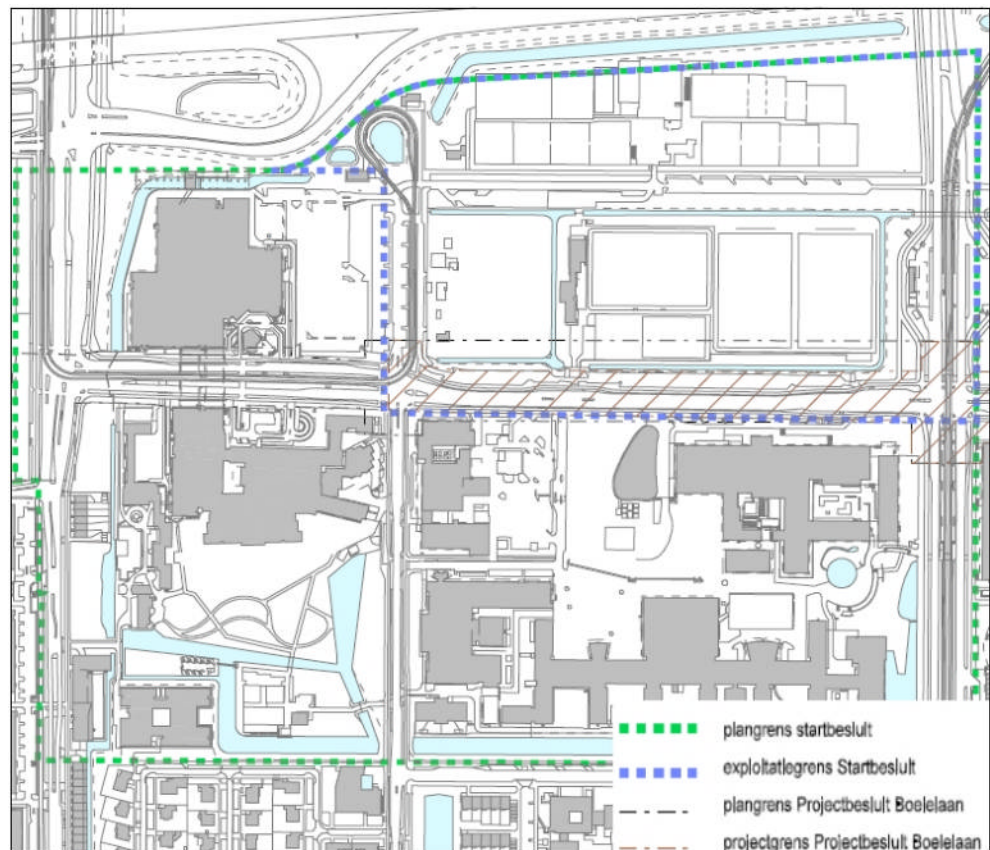 plangrens startbesluit
exploitatiegrens Startbesluit
plangrens Projectbesluit Boelelaan
projectgrens Projectbesluit Boelelaan